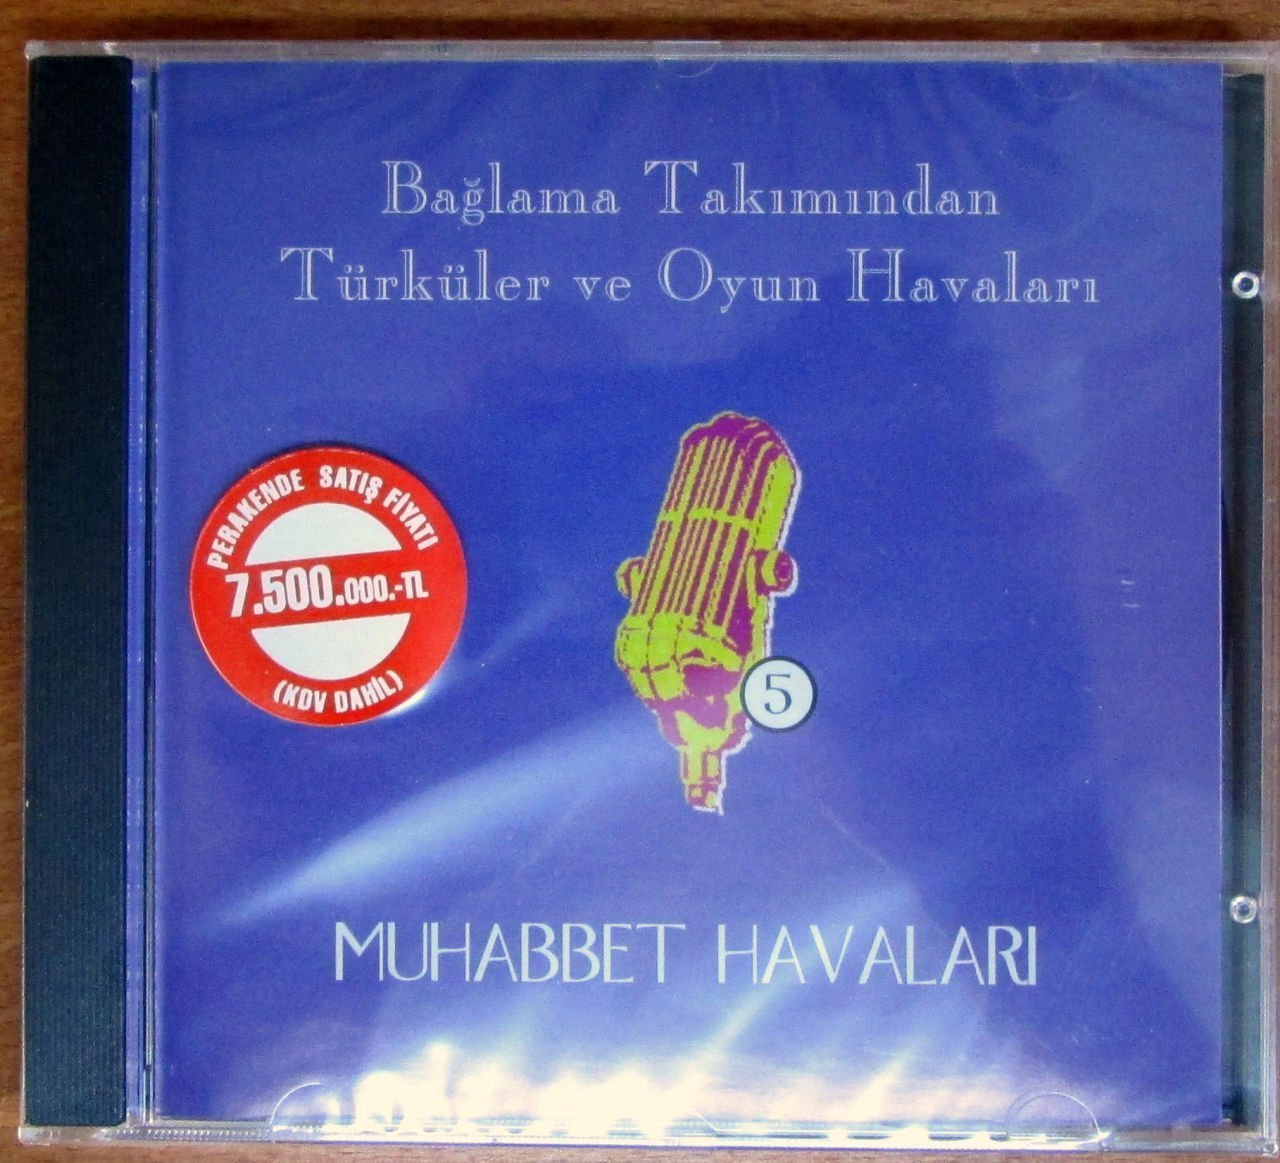 Bağlama Takımından
Türküler ve Oyun Havaları
PERAKENDE SATIŞ FİYATI
7.500.000.-TL
(KDV DAHİL)
5
MUHABBET HAVALARI